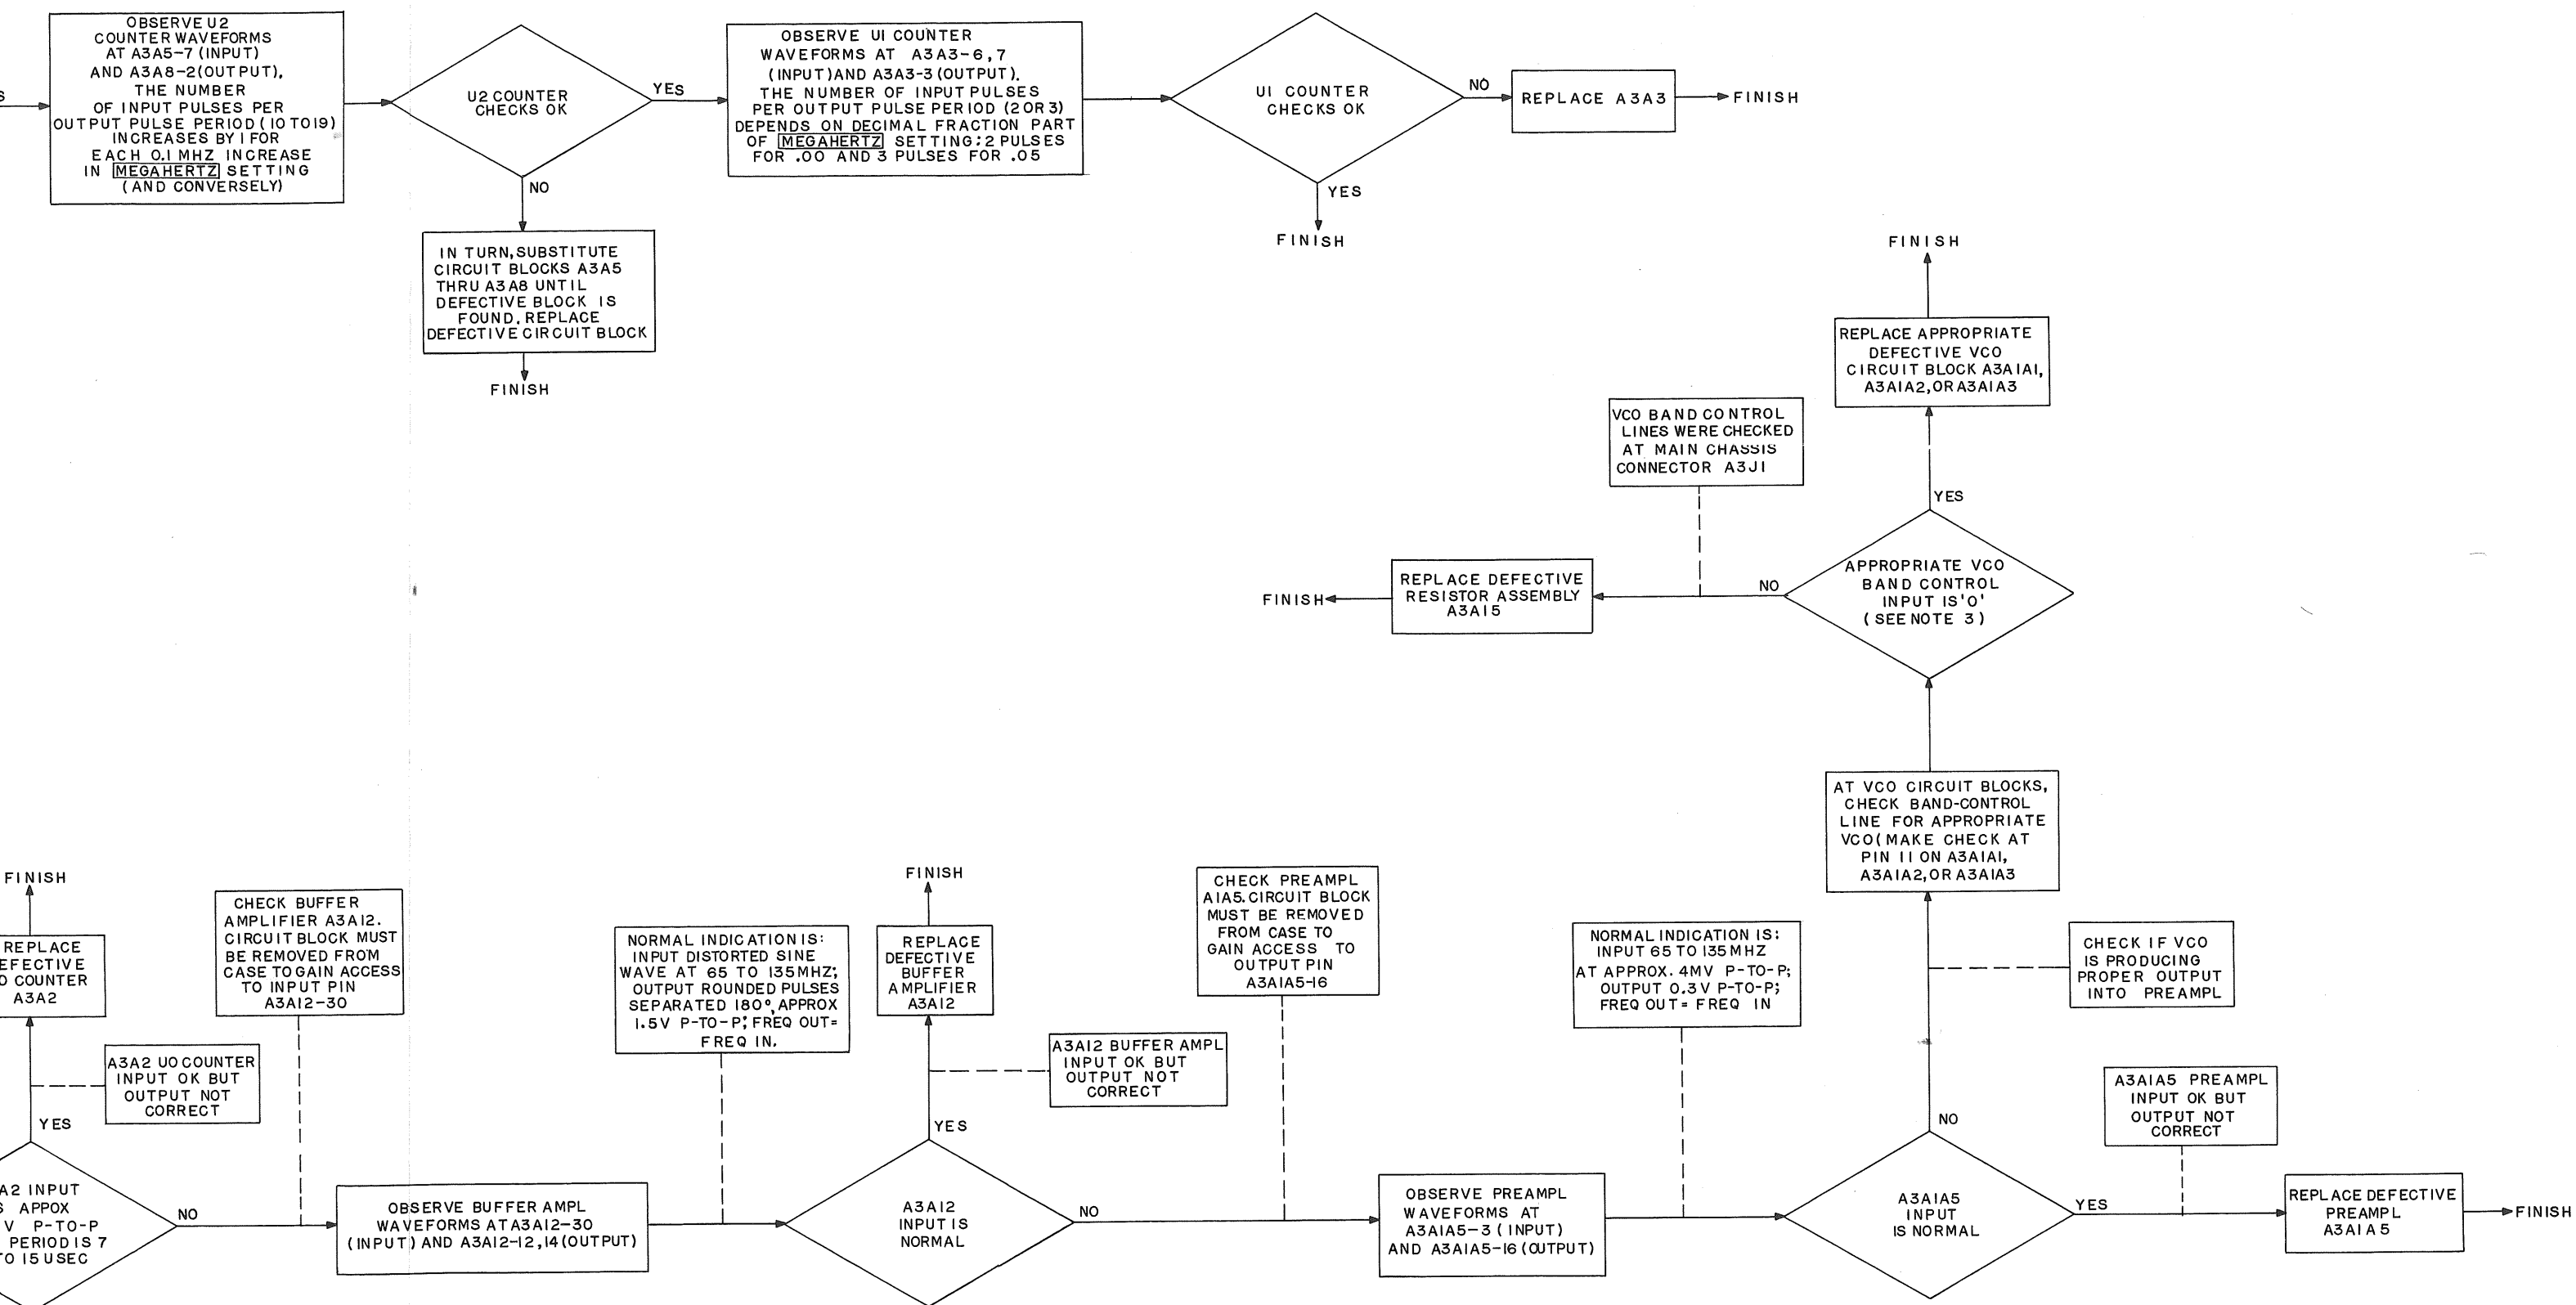 S
OBSERVE U2
COUNTER WAVEFORMS
AT A3A5-7 (INPUT)
AND A3A8-2 (OUTPUT),
THE NUMBER
OF INPUT PULSES PER
OUTPUT PULSE PERIOD (10 TO 19)
INCREASES BY 1 FOR
EACH 0.1 MHZ INCREASE
IN MEGAHERTZ SETTING
(AND CONVERSELY)
U2 COUNTER
CHECKS OK
YES
NO
IN TURN, SUBSTITUTE
CIRCUIT BLOCKS A3A5
THRU A3A8 UNTIL
DEFECTIVE BLOCK IS
FOUND. REPLACE
DEFECTIVE CIRCUIT BLOCK
FINISH
OBSERVE U1 COUNTER
WAVEFORMS AT A3A3-6,7
(INPUT) AND A3A3-3 (OUTPUT).
THE NUMBER OF INPUT PULSES
PER OUTPUT PULSE PERIOD (2 OR 3)
DEPENDS ON DECIMAL FRACTION PART
OF MEGAHERTZ SETTING: 2 PULSES
FOR .00 AND 3 PULSES FOR .05
U1 COUNTER
CHECKS OK
NO
REPLACE A3A3
FINISH
YES
FINISH
FINISH
REPLACE APPROPRIATE
DEFECTIVE VCO
CIRCUIT BLOCK A3A1A1,
A3A1A2, OR A3A1A3
VCO BAND CONTROL
LINES WERE CHECKED
AT MAIN CHASSIS
CONNECTOR A3J1
YES
APPROPRIATE VCO
BAND CONTROL
INPUT IS 'O'
(SEE NOTE 3)
NO
REPLACE DEFECTIVE
RESISTOR ASSEMBLY
A3A15
FINISH
AT VCO CIRCUIT BLOCKS,
CHECK BAND-CONTROL
LINE FOR APPROPRIATE
VCO (MAKE CHECK AT
PIN 11 ON A3A1A1,
A3A1A2, OR A3A1A3
FINISH
REPLACE
EFECTIVE
O COUNTER
A3A2
A3A2 UO COUNTER
INPUT OK BUT
OUTPUT NOT
CORRECT
YES
A2 INPUT
S APPOX
V P-TO-P
PERIOD IS 7
TO 15 USEC
NO
CHECK BUFFER
AMPLIFIER A3A12.
CIRCUIT BLOCK MUST
BE REMOVED FROM
CASE TO GAIN ACCESS
TO INPUT PIN
A3A12-30
OBSERVE BUFFER AMPL
WAVEFORMS AT A3A12-30
(INPUT) AND A3A12-12,14 (OUTPUT)
NORMAL INDICATION IS:
INPUT DISTORTED SINE
WAVE AT 65 TO 135MHZ;
OUTPUT ROUNDED PULSES
SEPARATED 180°, APPROX
1.5V P-TO-P; FREQ OUT=
FREQ IN.
FINISH
REPLACE
DEFECTIVE
BUFFER
AMPLIFIER
A3A12
A3A12 BUFFER AMPL
INPUT OK BUT
OUTPUT NOT
CORRECT
YES
A3A12
INPUT IS
NORMAL
NO
CHECK PREAMPL
A1A5. CIRCUIT BLOCK
MUST BE REMOVED
FROM CASE TO
GAIN ACCESS TO
OUTPUT PIN
A3A1A5-16
OBSERVE PREAMPL
WAVEFORMS AT
A3A1A5-3 (INPUT)
AND A3A1A5-16 (OUTPUT)
NORMAL INDICATION IS:
INPUT 65 TO 135 MHZ
AT APPROX. 4MV P-TO-P;
OUTPUT 0.3V P-TO-P;
FREQ OUT = FREQ IN
CHECK IF VCO
IS PRODUCING
PROPER OUTPUT
INTO PREAMPL
NO
A3A1A5
INPUT
IS NORMAL
YES
A3A1A5 PREAMPL
INPUT OK BUT
OUTPUT NOT
CORRECT
REPLACE DEFECTIVE
PREAMPL
A3A1A5
FINISH